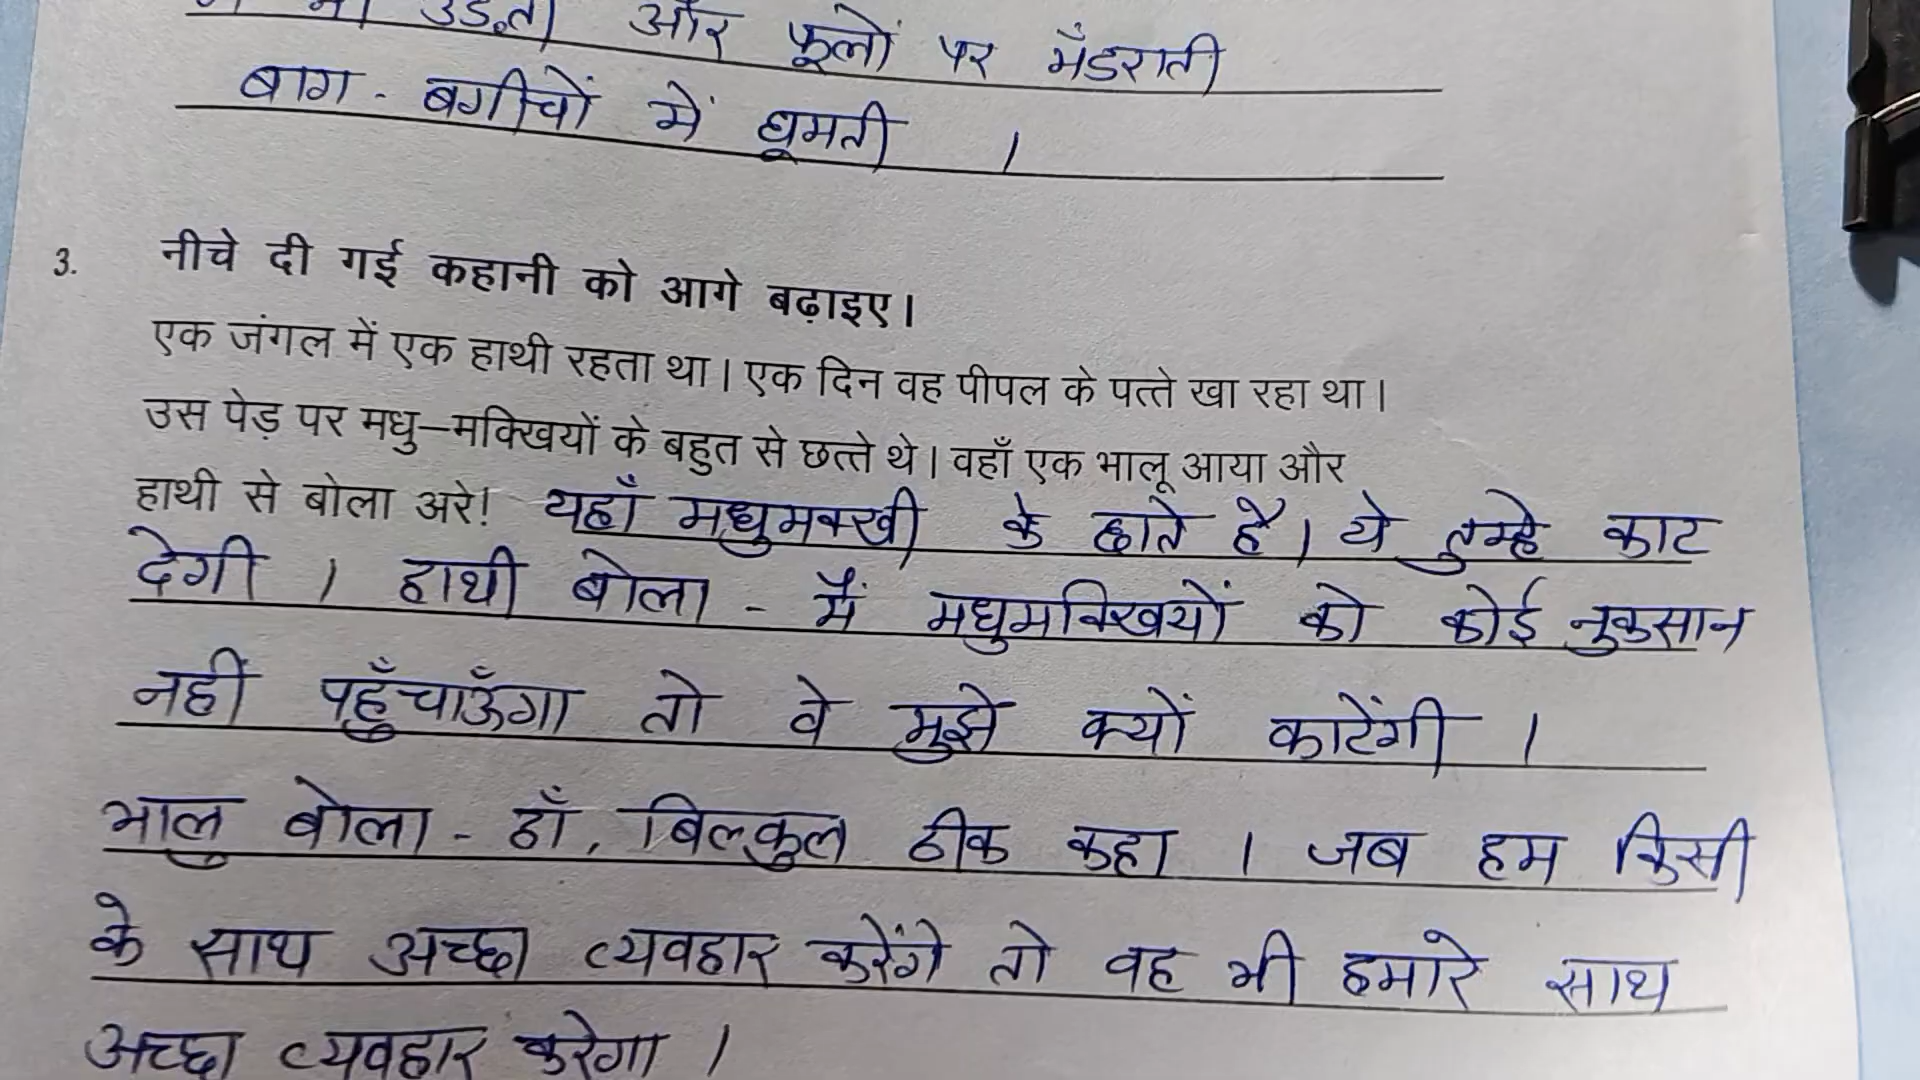 उड़ती और फूलों पर मँडराती
बाग - बगीचों में घूमती ।
3. नीचे दी गई कहानी को आगे बढ़ाइए।
एक जंगल में एक हाथी रहता था। एक दिन वह पीपल के पत्ते खा रहा था।
उस पेड़ पर मधु–मक्खियों के बहुत से छत्ते थे। वहाँ एक भालू आया और
हाथी से बोला अरे! यहाँ मधुमक्खी के छाते है। ये तुम्हे काट
देगी । हाथी बोला - मैं मधुमक्खियों को कोई नुकसान
नहीं पहुँचाऊँगा तो वे मुझे क्यों काटेंगी ।
भालु बोला - हाँ, बिल्कुल ठीक कहा । जब हम किसी
के साथ अच्छा व्यवहार करेंगे तो वह भी हमारे साथ
अच्छा व्यवहार करेगा ।